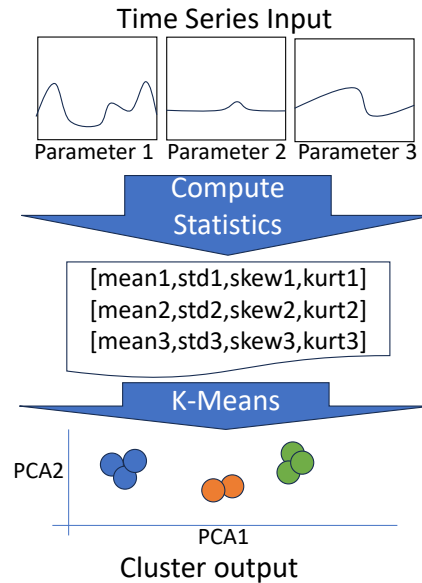 Time Series Input
Parameter 1 Parameter 2 Parameter 3
Compute
Statistics
[mean1,std1,skew1,kurt1]
[mean2,std2,skew2,kurt2]
[mean3,std3,skew3,kurt3]
K-Means
PCA2
PCA1
Cluster output